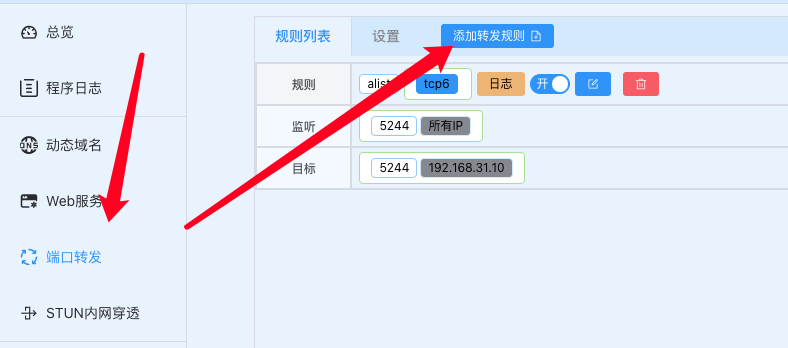 总览
程序日志
动态域名
Web服务
端口转发
STUN内网穿透
规则列表 设置 添加转发规则
规则 alist tcp6 日志 开
监听 5244 所有IP
目标 5244 192.168.31.10